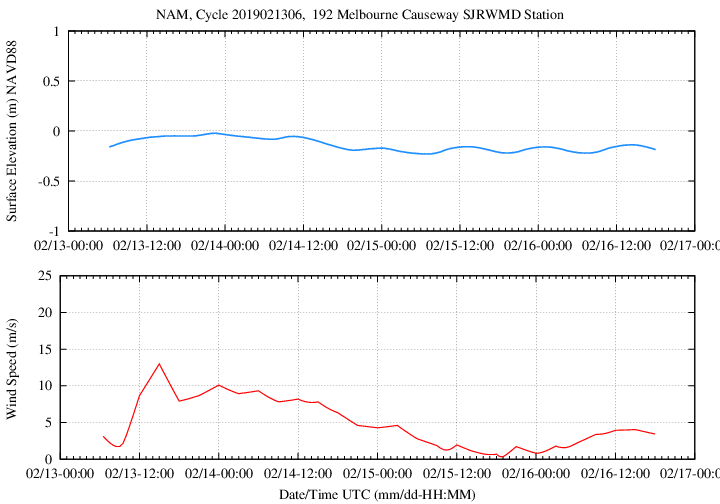 NAM, Cycle 2019021306,  192 Melbourne Causeway SJRWMD Station
Surface Elevation (m) NAVD88
1
0.5
0
-0.5
-1
02/13-00:00 02/13-12:00 02/14-00:00 02/14-12:00 02/15-00:00 02/15-12:00 02/16-00:00 02/16-12:00 02/17-00:00
Wind Speed (m/s)
25
20
15
10
5
0
02/13-00:00 02/13-12:00 02/14-00:00 02/14-12:00 02/15-00:00 02/15-12:00 02/16-00:00 02/16-12:00 02/17-00:00
Date/Time UTC (mm/dd-HH:MM)